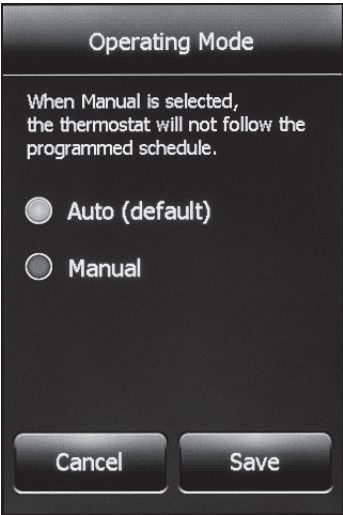 Operating Mode
When Manual is selected,
the thermostat will not follow the
programmed schedule.
Auto (default)
Manual
Cancel Save